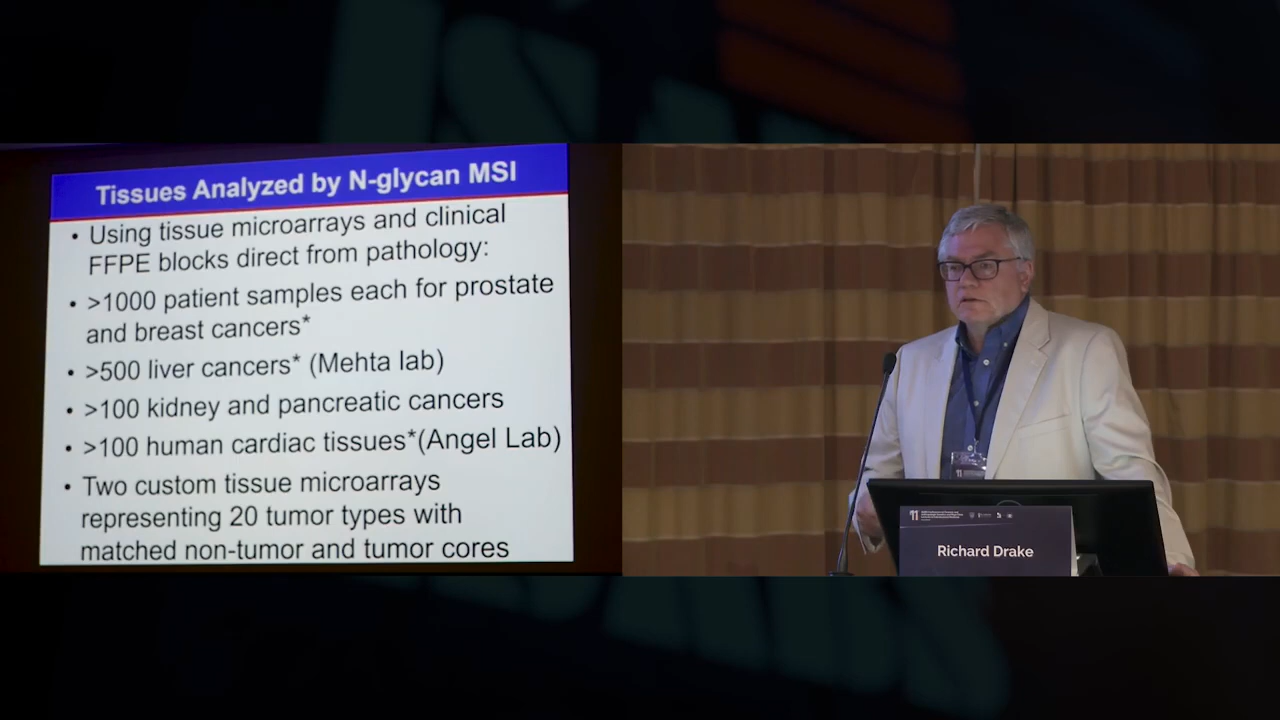 Tissues Analyzed by N-glycan MSI
• Using tissue microarrays and clinical
FFPE blocks direct from pathology:
• >1000 patient samples each for prostate
and breast cancers*
• >500 liver cancers* (Mehta lab)
• >100 kidney and pancreatic cancers
• >100 human cardiac tissues*(Angel Lab)
• Two custom tissue microarrays
representing 20 tumor types with
matched non-tumor and tumor cores
11
Richard Drake